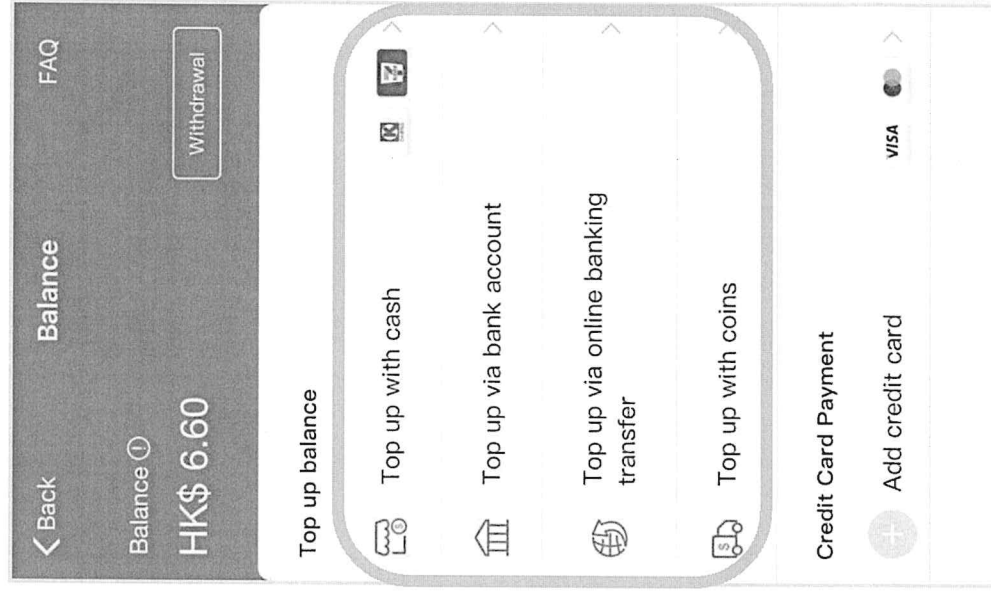 Back
Balance
FAQ
Balance
HK$ 6.60
Withdrawal
Top up balance
Top up with cash
K
Top up via bank account
Top up via online banking
transfer
Top up with coins
Credit Card Payment
Add credit card
VISA